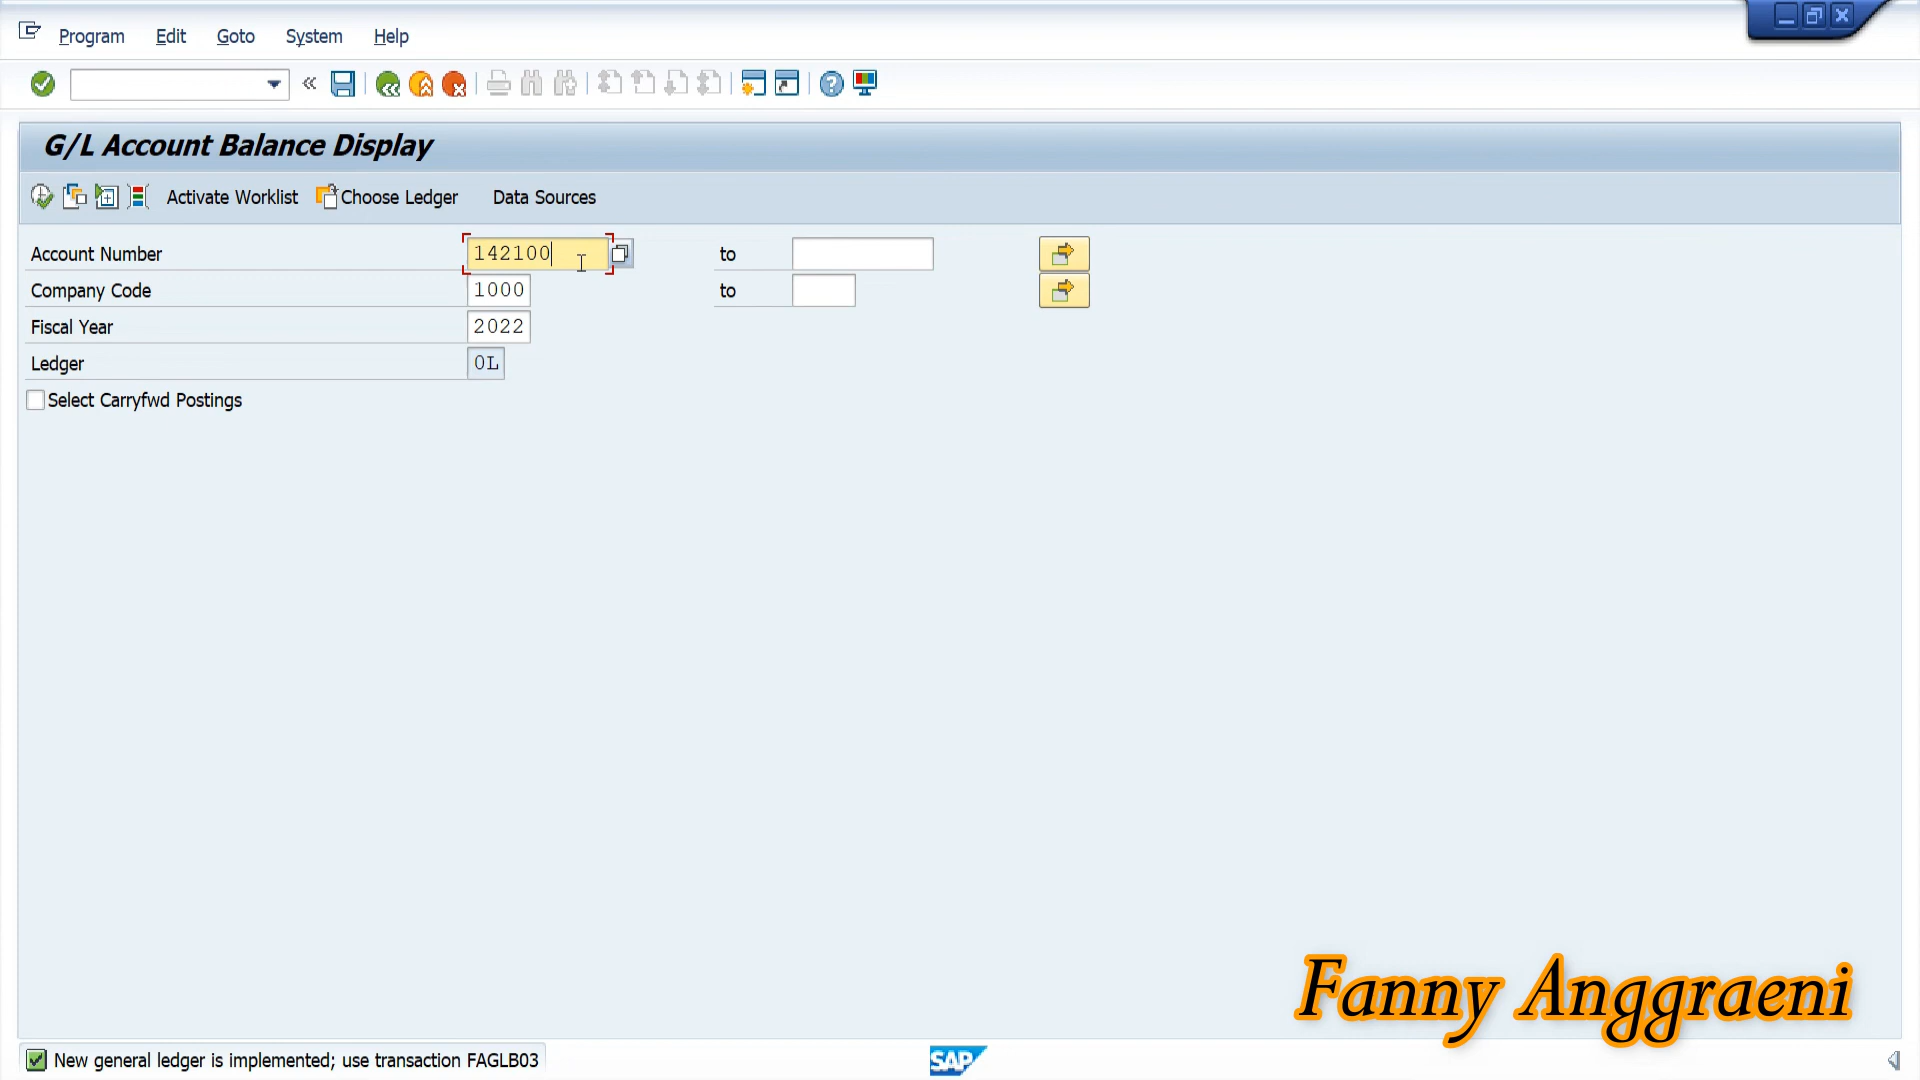 Program Edit Goto System Help
G/L Account Balance Display
Activate Worklist Choose Ledger Data Sources
Account Number 142100 to
Company Code 1000 to
Fiscal Year 2022
Ledger 0L
Select Carryfwd Postings
Fanny Anggraeni
New general ledger is implemented; use transaction FAGLB03
SAP